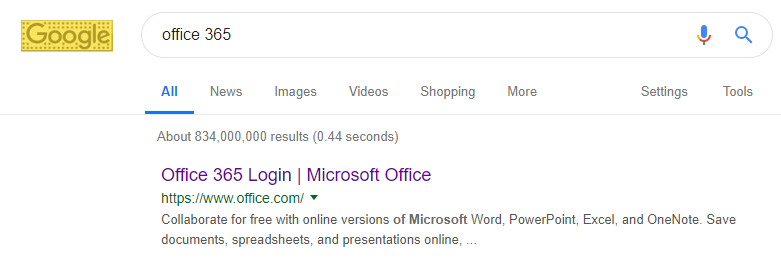 Google
office 365
All News Images Videos Shopping More Settings Tools
About 834,000,000 results (0.44 seconds)
Office 365 Login | Microsoft Office
https://www.office.com/
Collaborate for free with online versions of Microsoft Word, PowerPoint, Excel, and OneNote. Save
documents, spreadsheets, and presentations online, ...